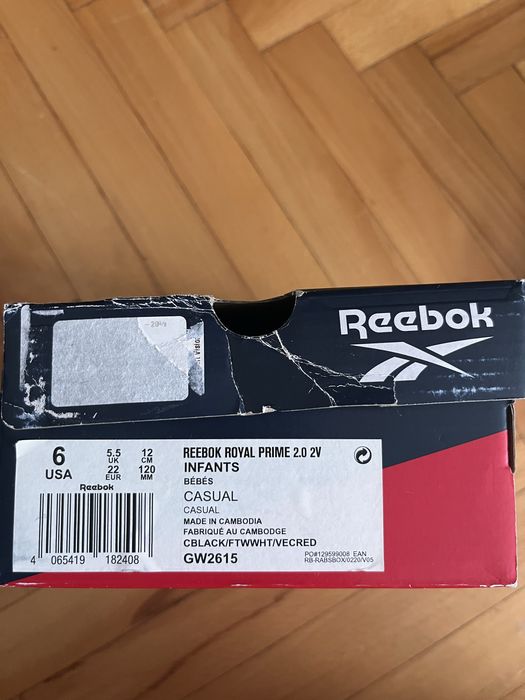 Reebok
6
USA
5.5
UK
22
EUR
12
CM
120
MM
Reebok
4 065419 182408
REEBOK ROYAL PRIME 2.0 2V
INFANTS
BÉBÉS
CASUAL
CASUAL
MADE IN CAMBODIA
FABRIQUÉ AU CAMBODGE
CBLACK/FTWWHT/VECRED
GW2615
PO#129599008 EAN
RB-RABSBOX/0220/V05